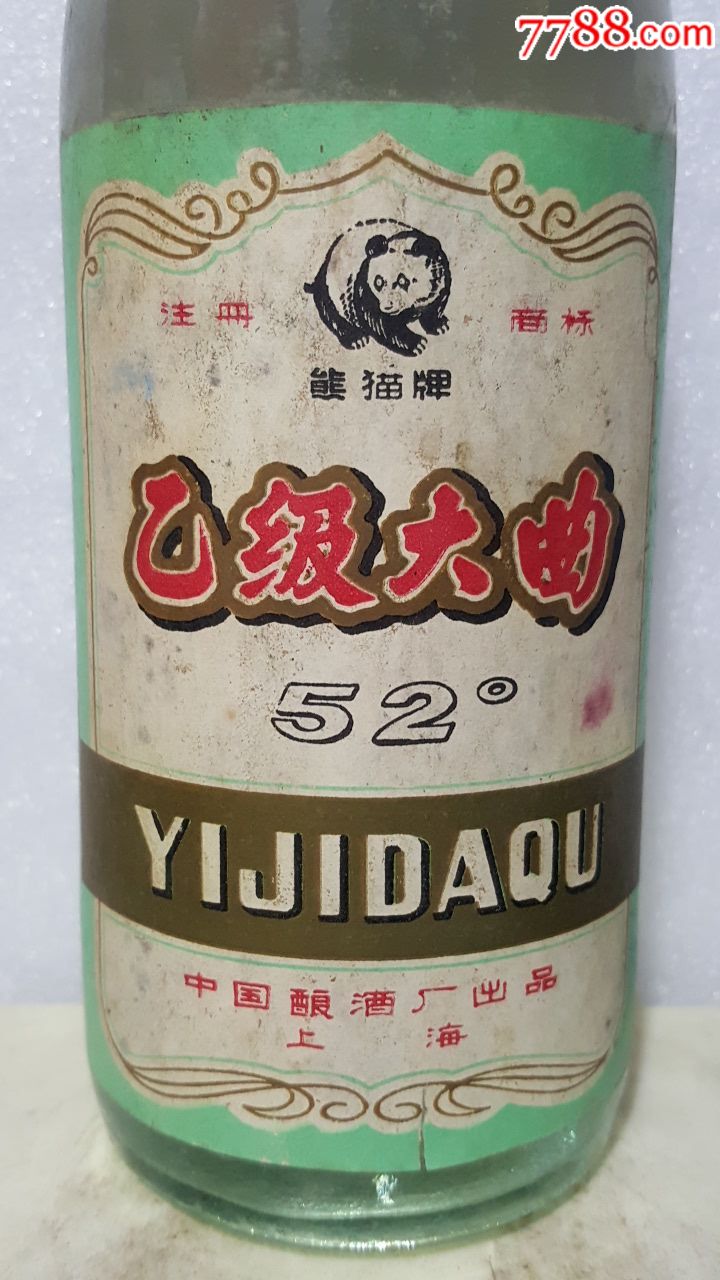 7788.com
注册 商标
熊猫牌
乙级大曲
52°
YIJIDAQU
中国酿酒厂出品
上海